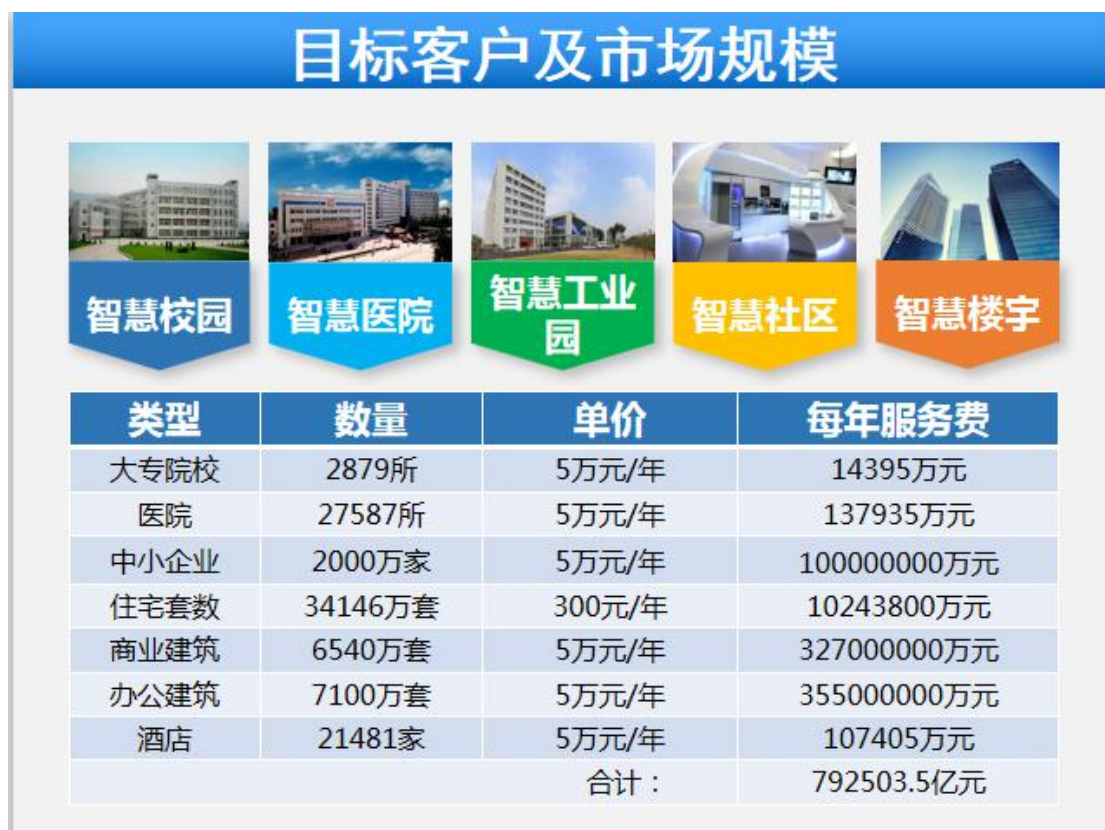 目标客户及市场规模
智慧校园
智慧医院
智慧工业
园
智慧社区
智慧楼宇
类型 数量 单价 每年服务费
大专院校 2879所 5万元/年 14395万元
医院 27587所 5万元/年 137935万元
中小企业 2000万家 5万元/年 100000000万元
住宅套数 34146万套 300元/年 10243800万元
商业建筑 6540万套 5万元/年 327000000万元
办公建筑 7100万套 5万元/年 355000000万元
酒店 21481家 5万元/年 107405万元
合计： 792503.5亿元